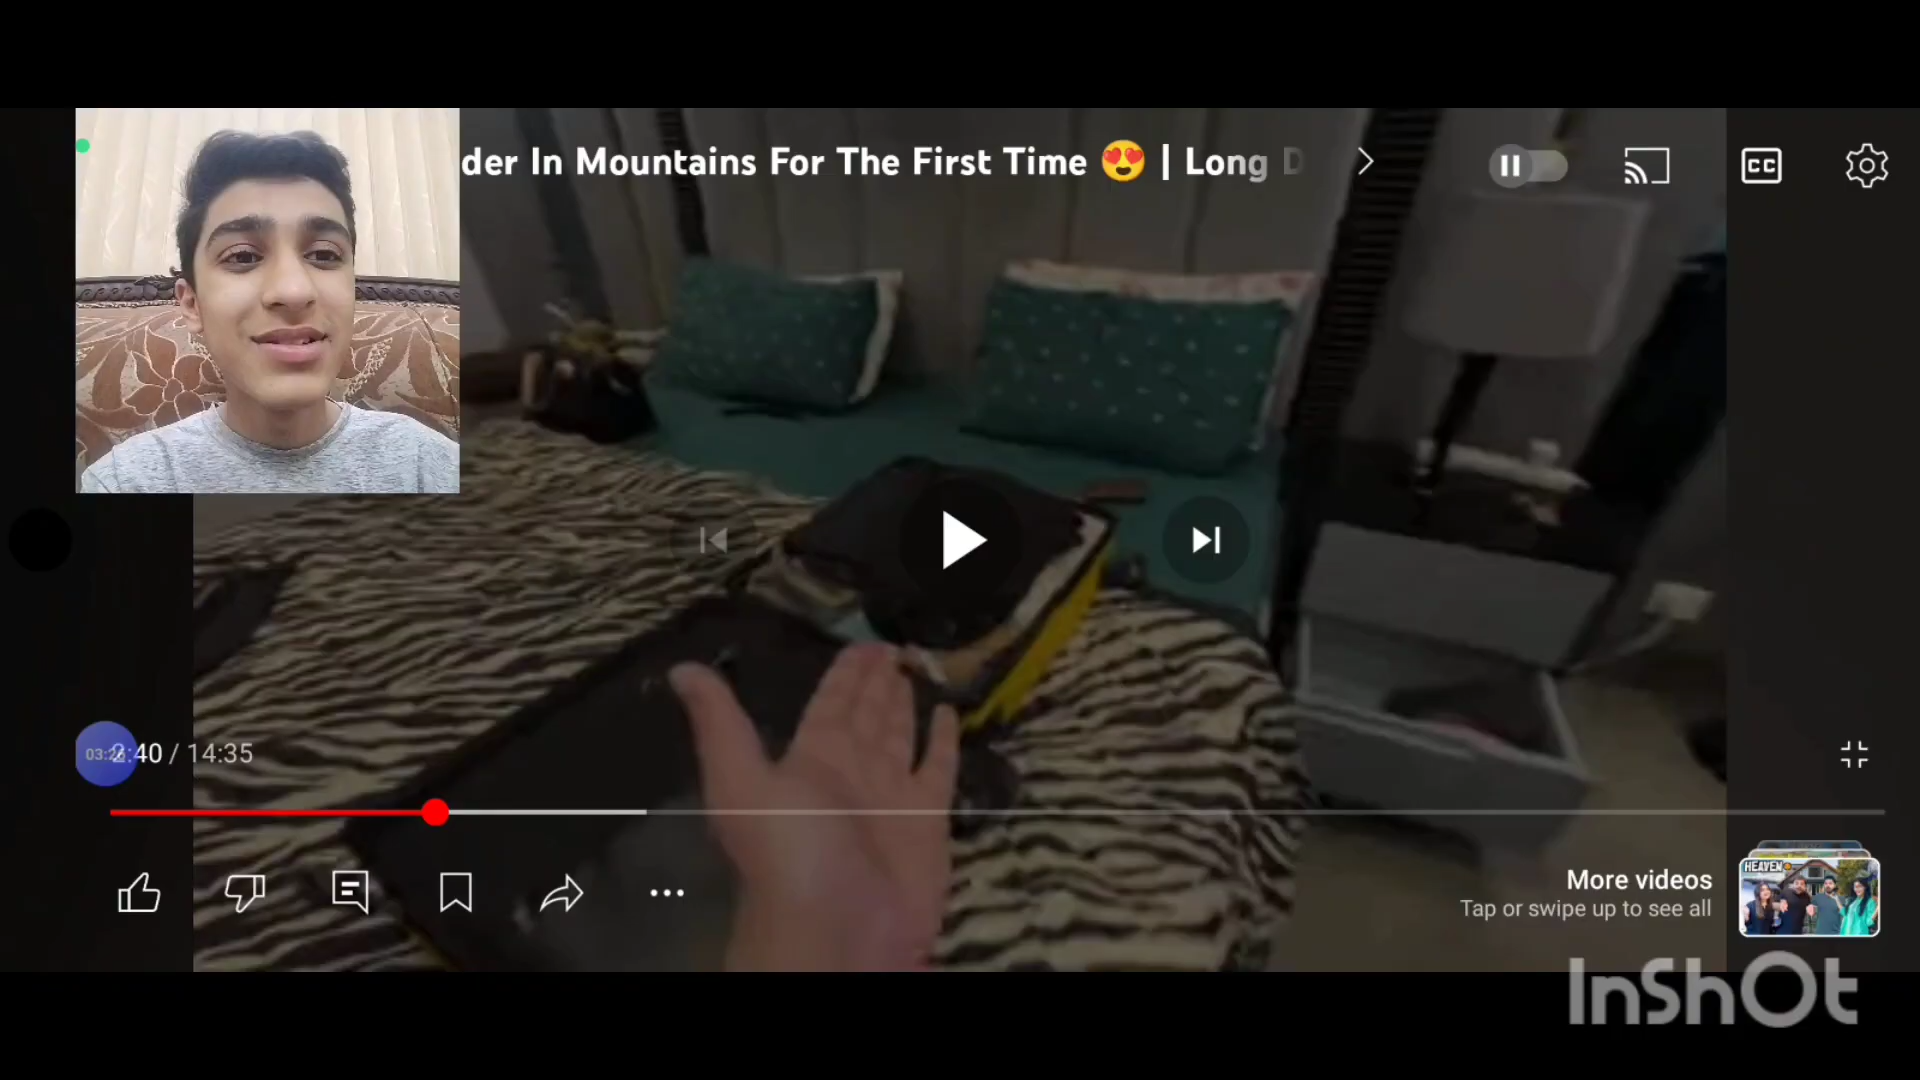 der In Mountains For The First Time 😍 | Long D
CC
2:40 / 14:35
More videos
Tap or swipe up to see all
HEAVEN
InShOt